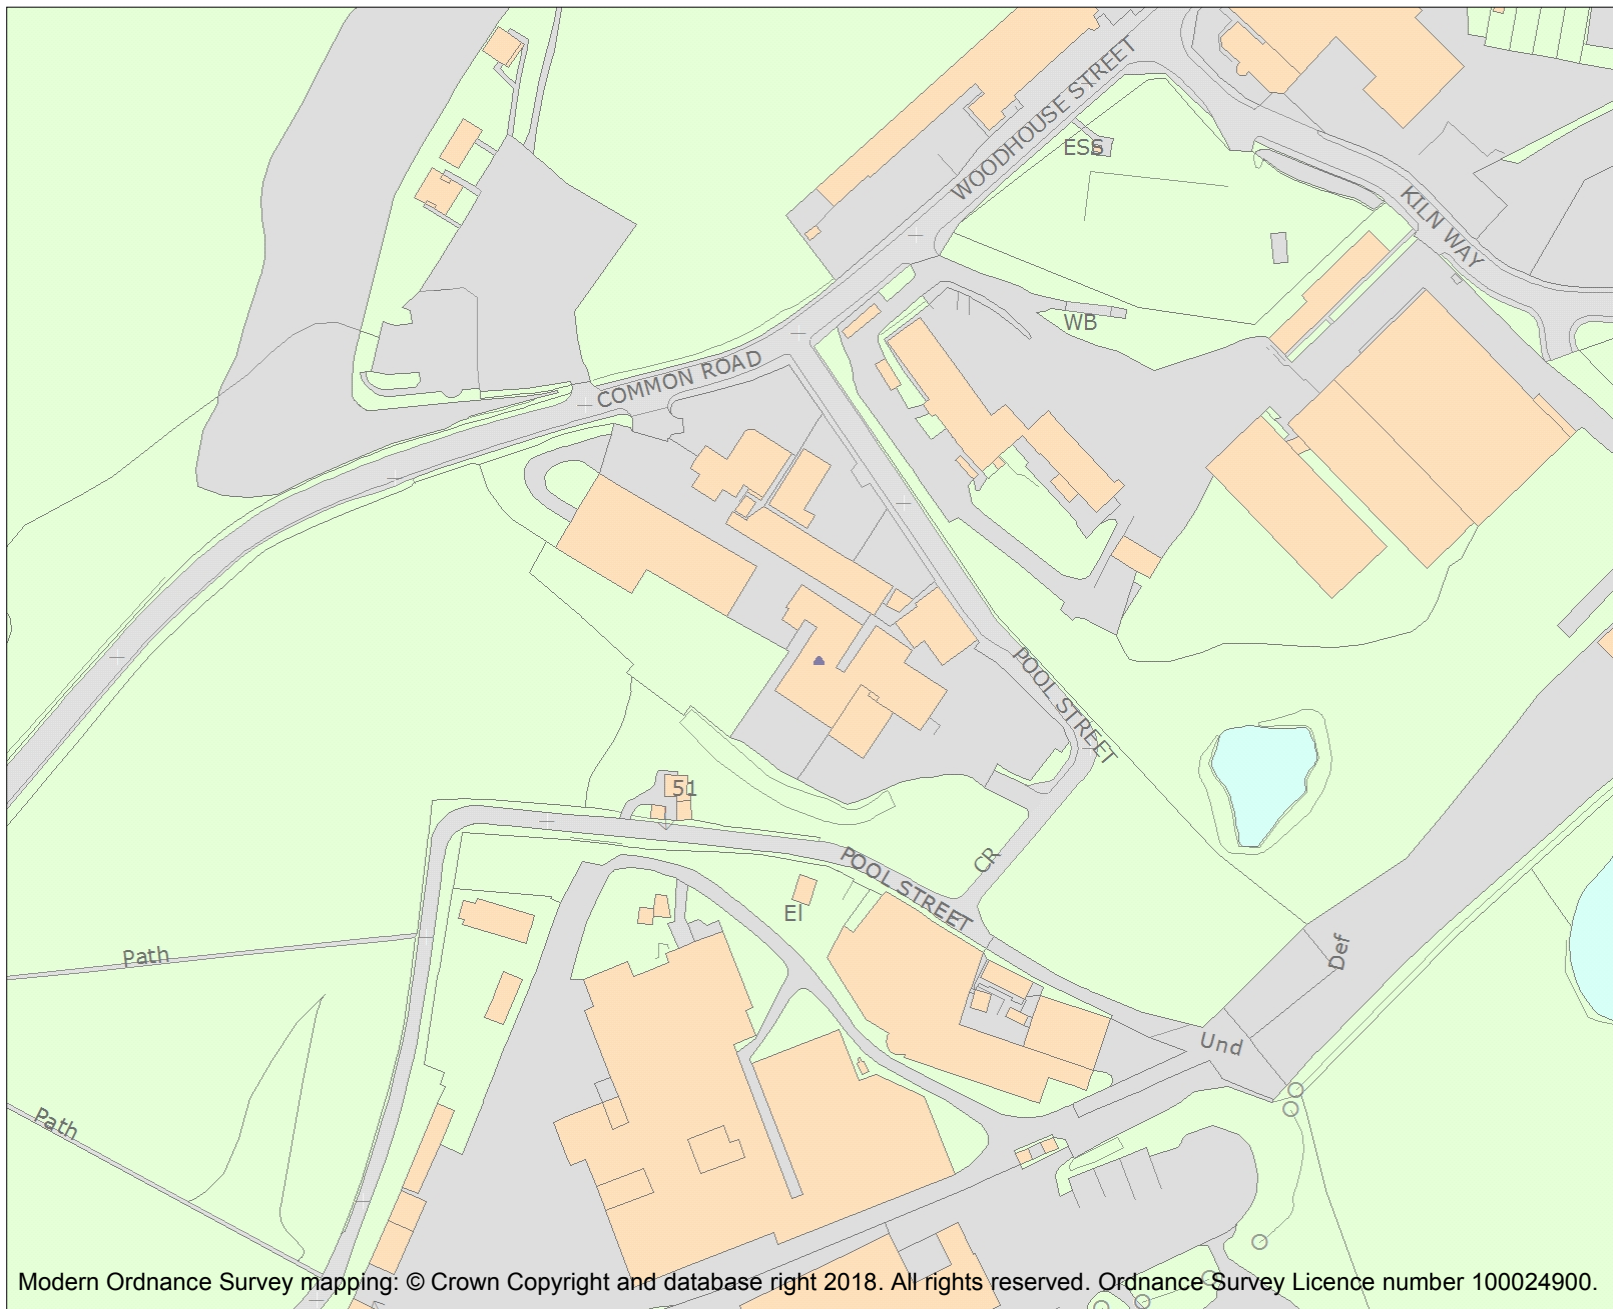 WOODHOUSE STREET
ESS
KILN WAY
WB
COMMON ROAD
POOL STREET
51
CR
POOL STREET
El
Def
Path
Und
Path
Modern Ordnance Survey mapping: © Crown Copyright and database right 2018. All rights reserved. Ordnance Survey Licence number 100024900.